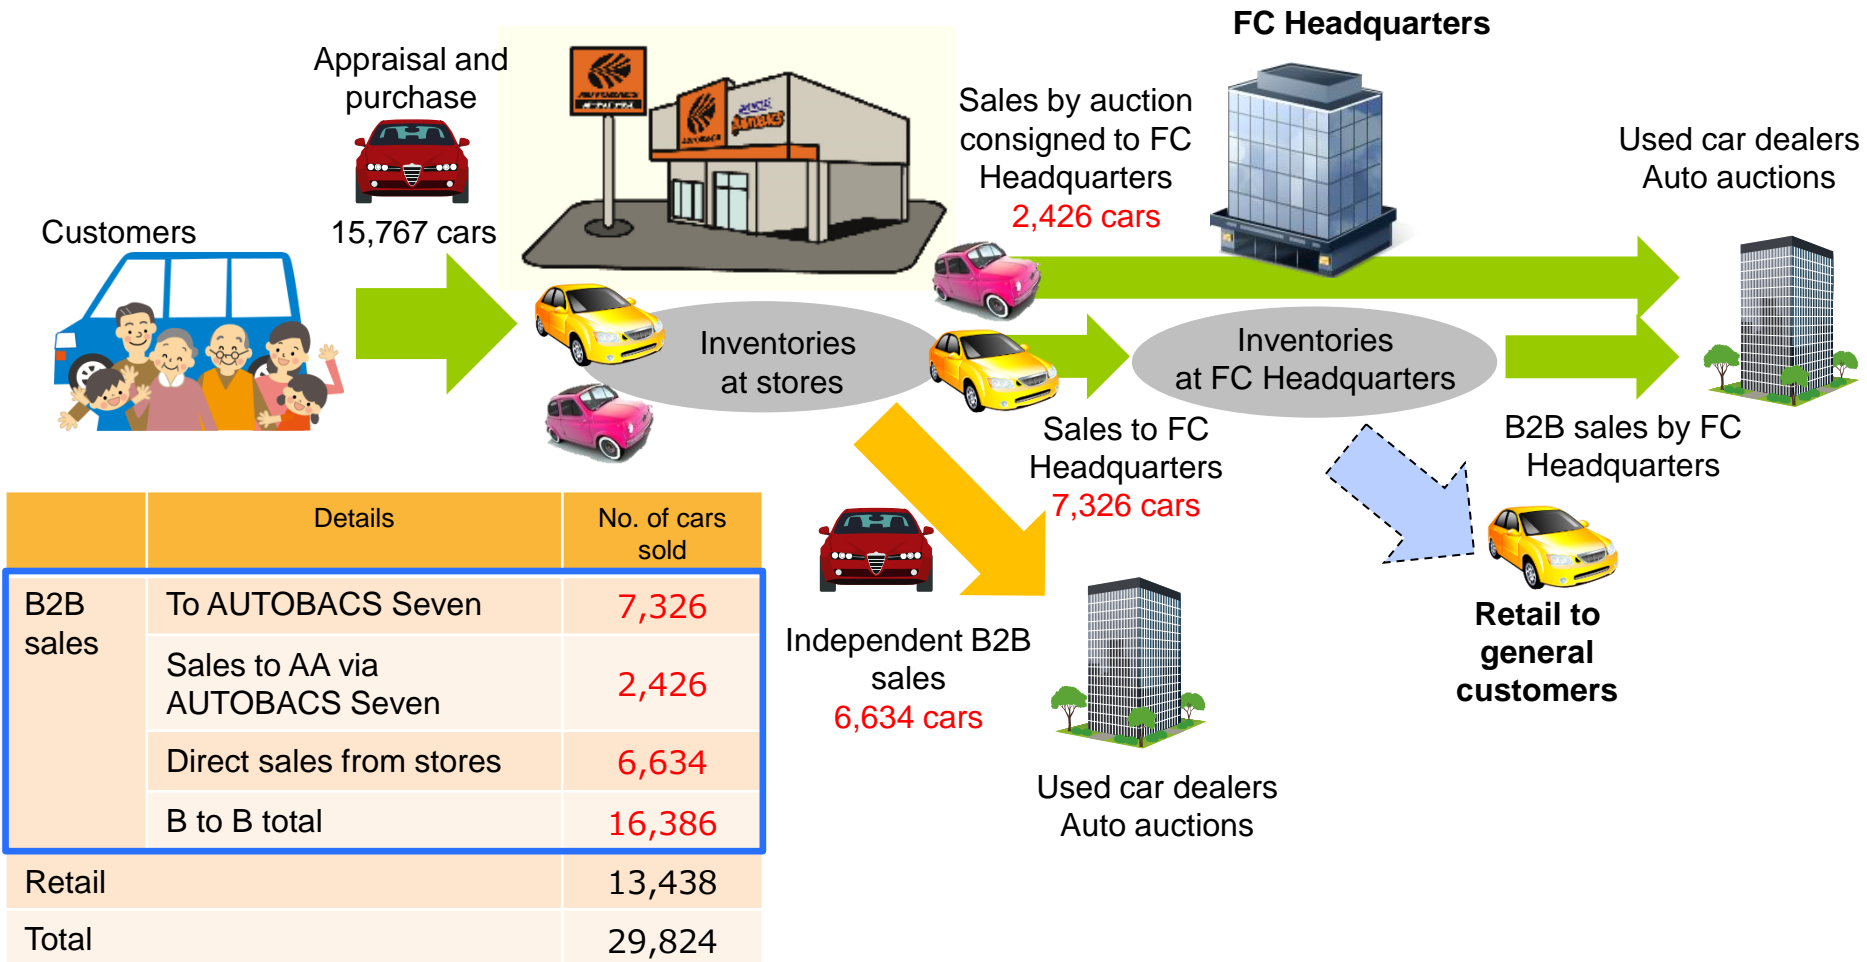 FC Headquarters
Appraisal and
purchase
15,767 cars
Customers
AUTOBACS
AUTOBACS
Sales by auction
consigned to FC
Headquarters
2,426 cars
Used car dealers
Auto auctions
Inventories
at stores
Inventories
at FC Headquarters
Sales to FC
Headquarters
7,326 cars
B2B sales by FC
Headquarters
Independent B2B
sales
6,634 cars
Retail to
general
customers
Used car dealers
Auto auctions
Details
No. of cars
sold
B2B
sales
To AUTOBACS Seven
7,326
Sales to AA via
AUTOBACS Seven
2,426
Direct sales from stores
6,634
B to B total
16,386
Retail
13,438
Total
29,824